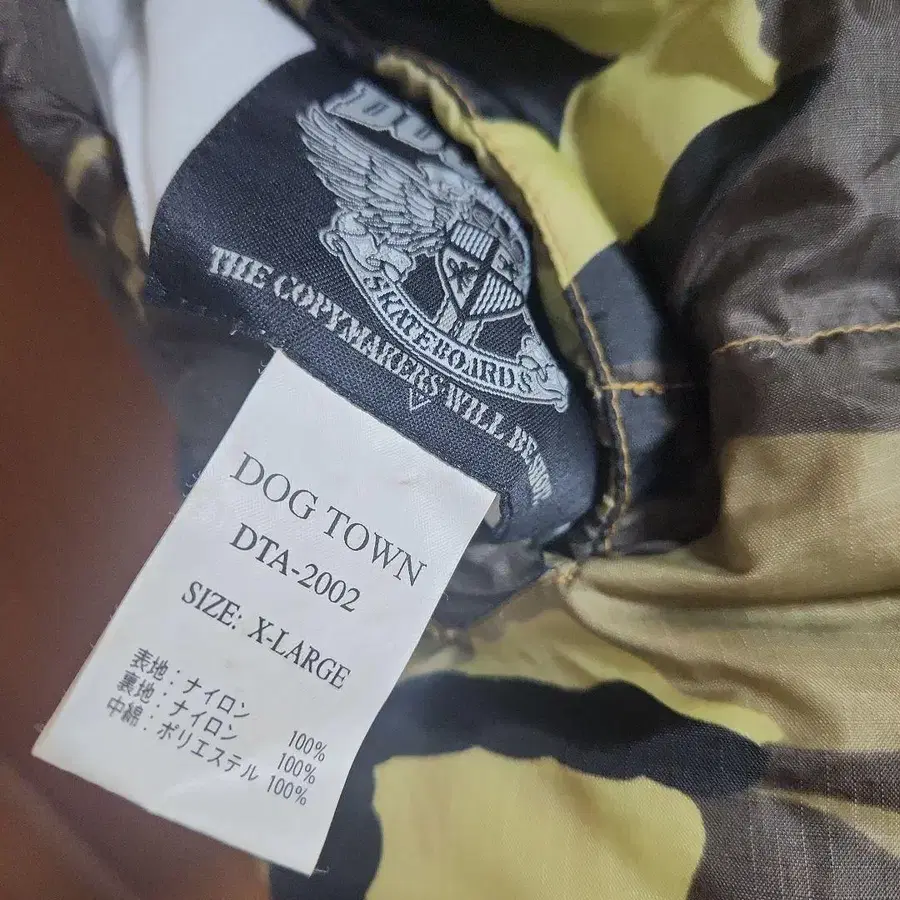 SKATEBOARDS
THE COPYMAKERS WILL BE SHOT!
DOG TOWN
DTA-2002
SIZE: X-LARGE
表地:ナイロン 100%
裏地:ナイロン 100%
中綿:ポリエステル 100%